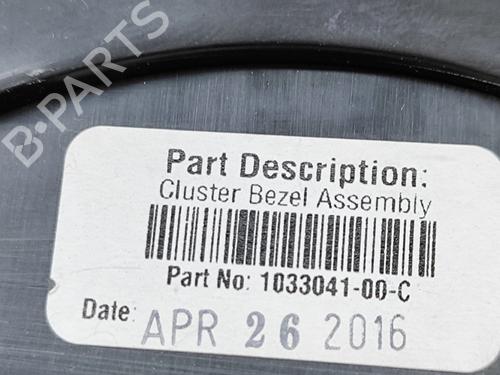 B-PARTS
Part Description:
Cluster Bezel Assembly
Part No: 1033041-00-C
Date: APR 26 2016